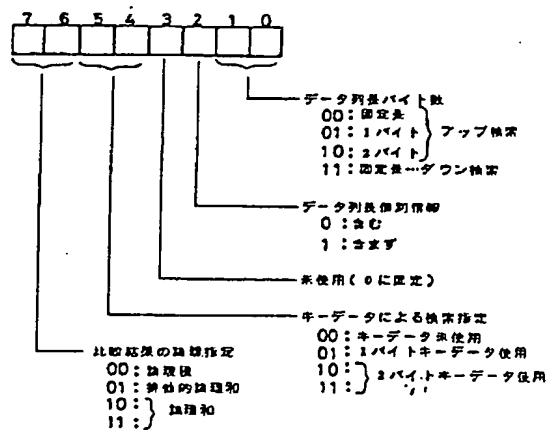 7 6 5 4 3 2 1 0
データ列長バイト数
00：固定長
01：1バイト
10：2バイト
アップ検索
11：固定長…ダウン検索
データ列長個別情報
0：含む
1：含まず
未使用（0に固定）
キーデータによる検索指定
00：キーデータ未使用
01：1バイトキーデータ使用
10：
2バイトキーデータ使用
11：
比較結果の論理指定
00：論理積
01：排他的論理和
10：
論理和
11：